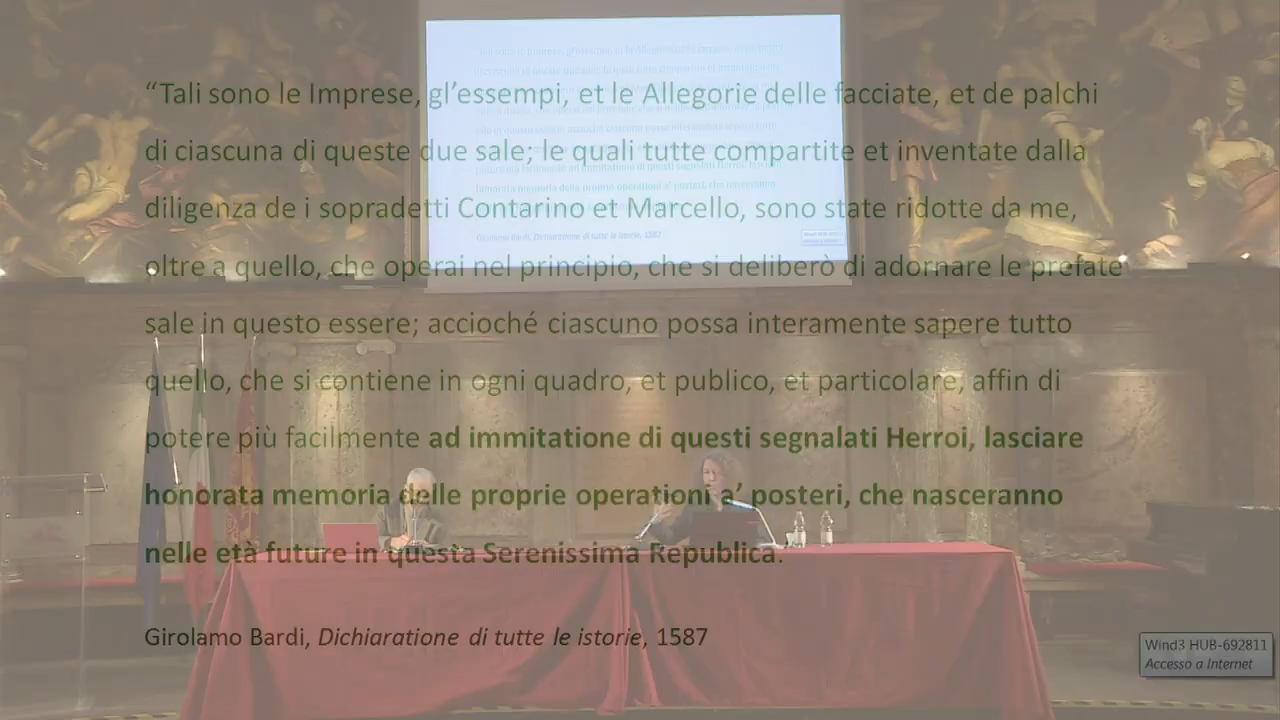 “Tali sono le Imprese, gl’essempi, et le Allegorie delle facciate, et de palchi
di ciascuna di queste due sale; le quali tutte compartite et inventate dalla
diligenza de i sopradetti Contarino et Marcello, sono state ridotte da me,
oltre a quello, che operai nel principio, che si deliberò di adornare le prefate
sale in questo essere; accioché ciascuno possa interamente sapere tutto
quello, che si contiene in ogni quadro, et publico, et particolare, affin di
potere più facilmente ad immitatione di questi segnalati Herroi, lasciare
honorata memoria delle proprie operationi a’ posteri, che nasceranno
nelle età future in questa Serenissima Republica.
Girolamo Bardi, Dichiaratione di tutte le istorie, 1587
Wind3 HUB-692811
Accesso a Internet